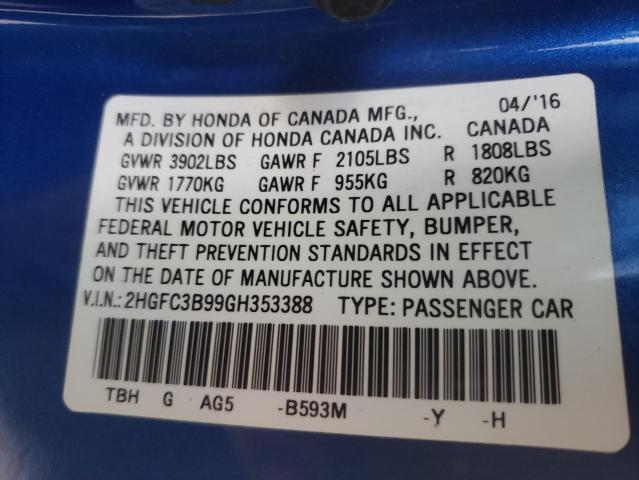 MFD. BY HONDA OF CANADA MFG., 04/'16
A DIVISION OF HONDA CANADA INC. CANADA
GVWR 3902LBS GAWR F 2105LBS R 1808LBS
GVWR 1770KG GAWR F 955KG R 820KG
THIS VEHICLE CONFORMS TO ALL APPLICABLE
FEDERAL MOTOR VEHICLE SAFETY, BUMPER,
AND THEFT PREVENTION STANDARDS IN EFFECT
ON THE DATE OF MANUFACTURE SHOWN ABOVE.
V.I.N.: 2HGFC3B99GH353388 TYPE: PASSENGER CAR
TBH G AG5 -B593M -Y -H